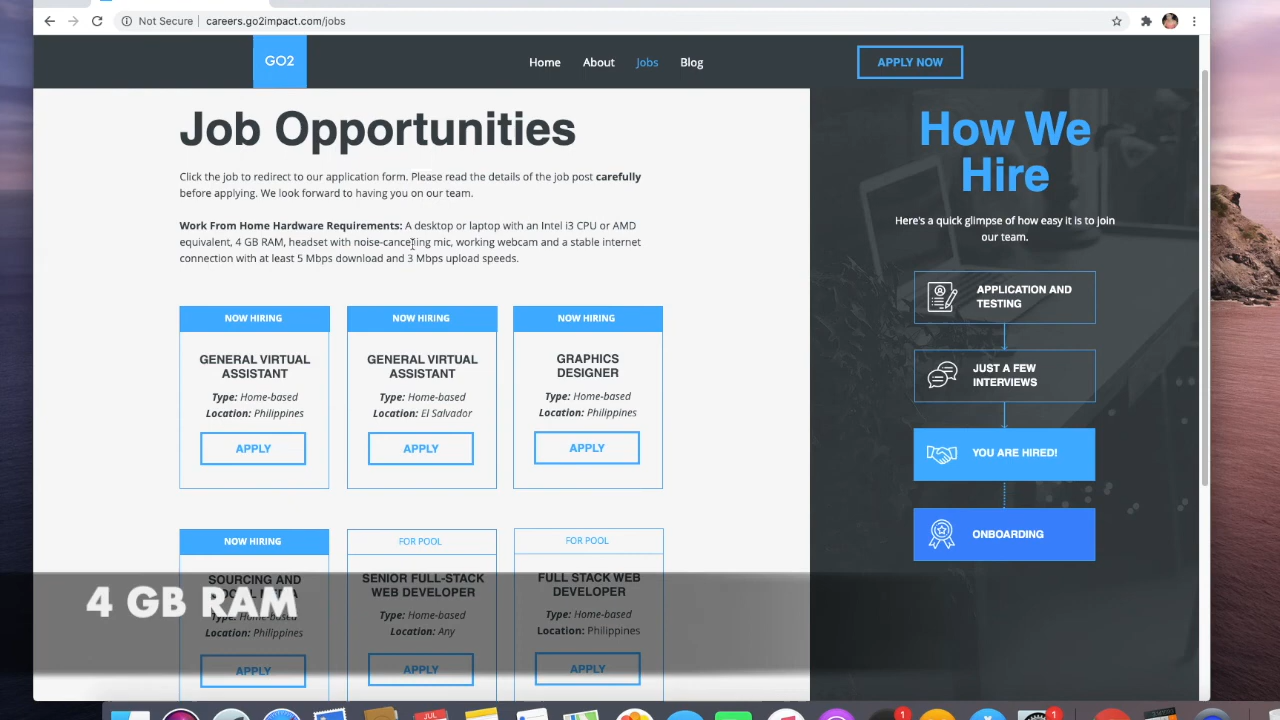 Not Secure
careers.go2impact.com/jobs
GO2
Home
About
Jobs
Blog
APPLY NOW
Job Opportunities
Click the job to redirect to our application form. Please read the details of the job post carefully
before applying. We look forward to having you on our team.
Work From Home Hardware Requirements: A desktop or laptop with an Intel i3 CPU or AMD
equivalent, 4 GB RAM, headset with noise-canceling mic, working webcam and a stable internet
connection with at least 5 Mbps download and 3 Mbps upload speeds.
NOW HIRING
GENERAL VIRTUAL
ASSISTANT
Type: Home-based
Location: Philippines
APPLY
NOW HIRING
GENERAL VIRTUAL
ASSISTANT
Type: Home-based
Location: El Salvador
APPLY
NOW HIRING
GRAPHICS
DESIGNER
Type: Home-based
Location: Philippines
APPLY
NOW HIRING
SOURCING AND
Type: Home-based
Location: Philippines
APPLY
FOR POOL
SENIOR FULL-STACK
WEB DEVELOPER
Type: Home-based
Location: Any
APPLY
FOR POOL
FULL STACK WEB
DEVELOPER
Type: Home-based
Location: Philippines
APPLY
How We
Hire
Here's a quick glimpse of how easy it is to join
our team.
APPLICATION AND
TESTING
JUST A FEW
INTERVIEWS
YOU ARE HIRED!
ONBOARDING
4 GB RAM
JUL
1
1